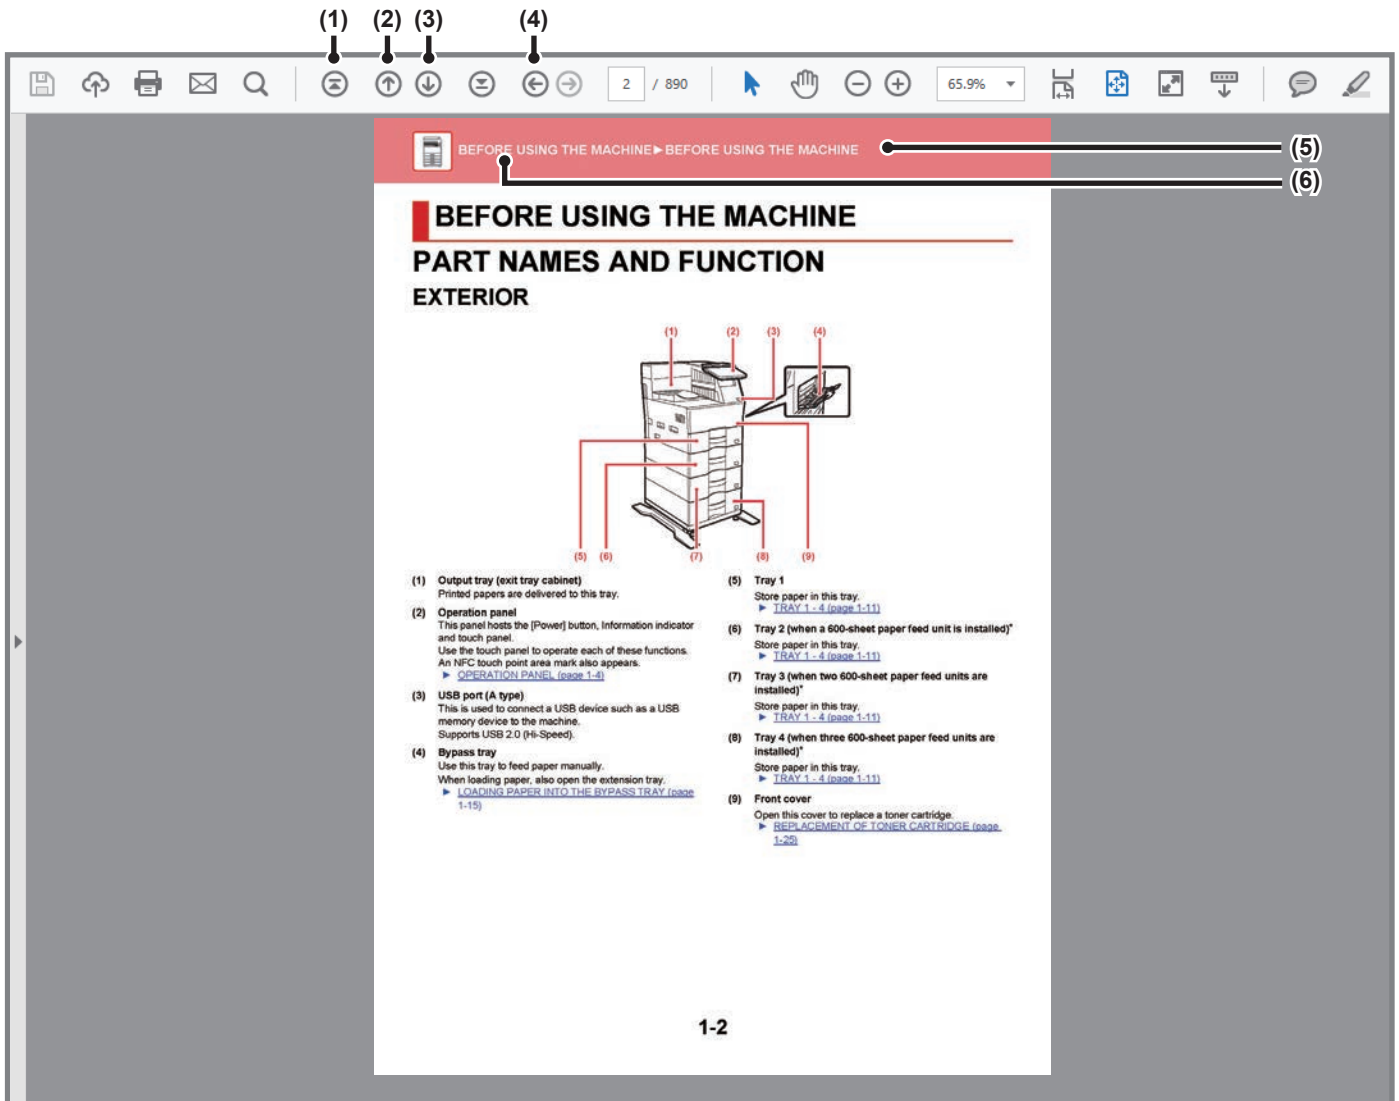 (1) (2) (3) (4)
2 / 890 65.9%
BEFORE USING THE MACHINE►BEFORE USING THE MACHINE
(5)
(6)
BEFORE USING THE MACHINE
PART NAMES AND FUNCTION
EXTERIOR
(1) (2) (3) (4)
(5) (6) (7) (8) (9)
(1) Output tray (exit tray cabinet)
Printed papers are delivered to this tray.
(2) Operation panel
This panel hosts the [Power] button, Information indicator
and touch panel.
Use the touch panel to operate each of these functions.
An NFC touch point area mark also appears.
► OPERATION PANEL (page 1-4)
(3) USB port (A type)
This is used to connect a USB device such as a USB
memory device to the machine.
Supports USB 2.0 (Hi-Speed).
(4) Bypass tray
Use this tray to feed paper manually.
When loading paper, also open the extension tray.
► LOADING PAPER INTO THE BYPASS TRAY (page
1-15)
(5) Tray 1
Store paper in this tray.
► TRAY 1 - 4 (page 1-11)
(6) Tray 2 (when a 600-sheet paper feed unit is installed)*
Store paper in this tray.
► TRAY 1 - 4 (page 1-11)
(7) Tray 3 (when two 600-sheet paper feed units are
installed)*
Store paper in this tray.
► TRAY 1 - 4 (page 1-11)
(8) Tray 4 (when three 600-sheet paper feed units are
installed)*
Store paper in this tray.
► TRAY 1 - 4 (page 1-11)
(9) Front cover
Open this cover to replace a toner cartridge.
► REPLACEMENT OF TONER CARTRIDGE (page
1-25)
1-2